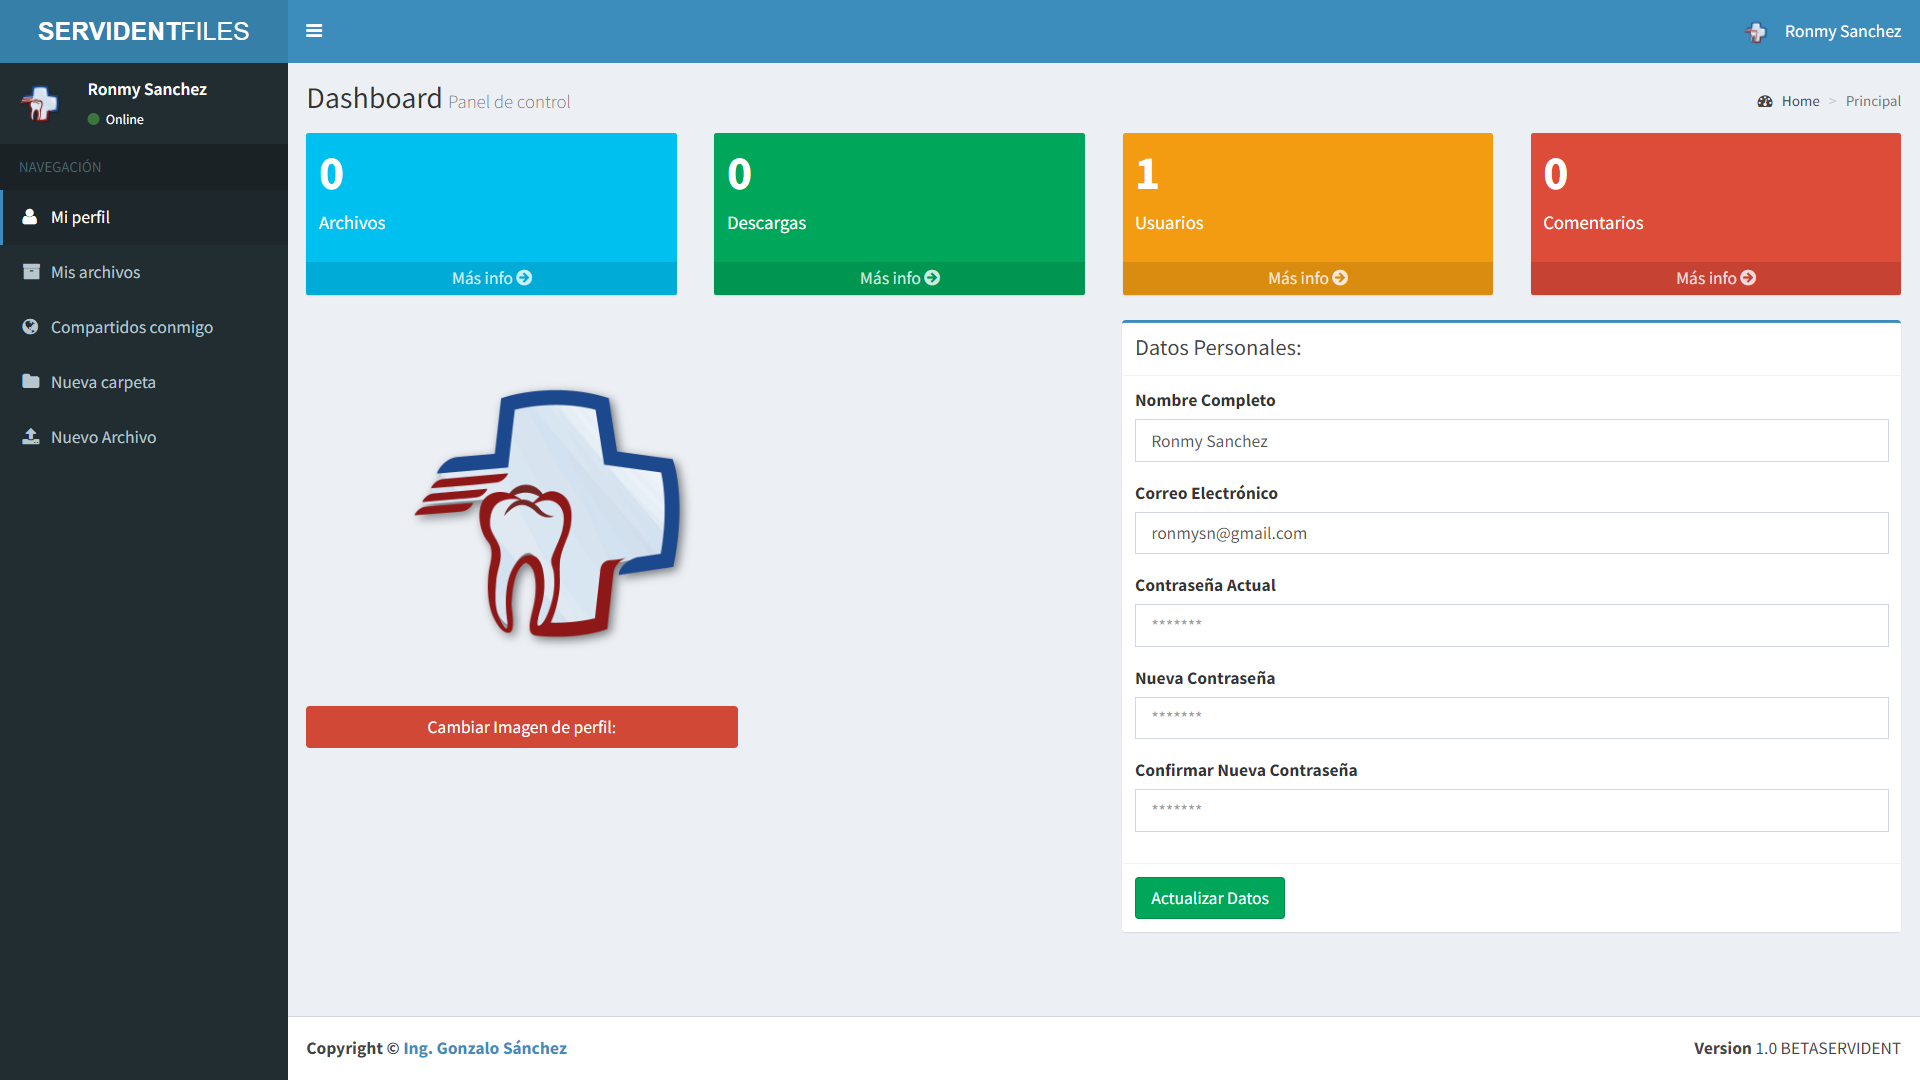 SERVIDENTFILES
Ronmy Sanchez
Ronmy Sanchez
Online
NAVEGACIÓN
Mi perfil
Mis archivos
Compartidos conmigo
Nueva carpeta
Nuevo Archivo
Dashboard Panel de control
Home > Principal
0
Archivos
Más info
0
Descargas
Más info
1
Usuarios
Más info
0
Comentarios
Más info
Cambiar Imagen de perfil:
Datos Personales:
Nombre Completo
Ronmy Sanchez
Correo Electrónico
ronmysn@gmail.com
Contraseña Actual
*******
Nueva Contraseña
*******
Confirmar Nueva Contraseña
*******
Actualizar Datos
Copyright © Ing. Gonzalo Sánchez
Version 1.0 BETASERVIDENT